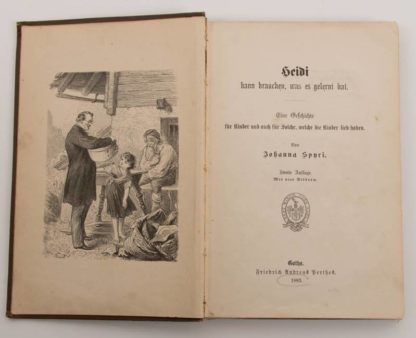 Heidi
kann brauchen, was es gelernt hat.
Eine Geschichte
für Kinder und auch für Solche, welche die Kinder lieb haben.
Von
Johanna Spyri.
Zweite Auflage
Mit vier Bildern.
Gotha.
Friedrich Andreas Perthes.
1883.